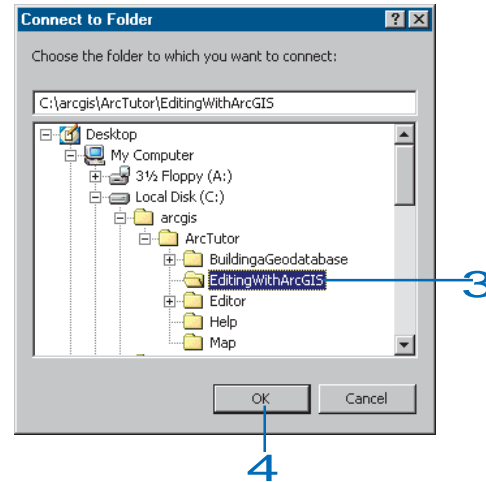 Connect to Folder
Choose the folder to which you want to connect:
C:\arcgis\ArcTutor\EditingWithArcGIS
Desktop
My Computer
3½ Floppy (A:)
Local Disk (C:)
arcgis
ArcTutor
BuildingaGeodatabase
EditingWithArcGIS
3
Editor
Help
Map
OK
Cancel
4